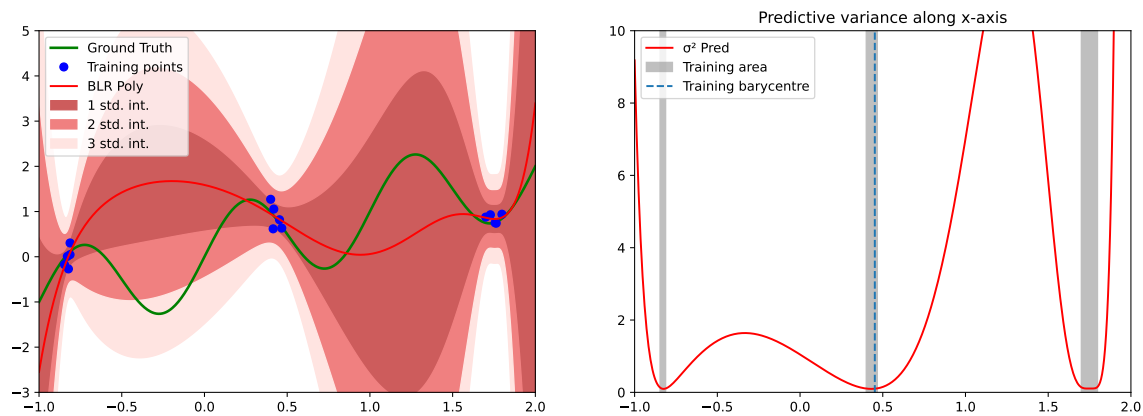 Ground Truth
Training points
BLR Poly
1 std. int.
2 std. int.
3 std. int.
5
4
3
2
1
0
−1
−2
−3
−1.0 −0.5 0.0 0.5 1.0 1.5 2.0
Predictive variance along x-axis
σ² Pred
Training area
Training barycentre
10
8
6
4
2
0
−1.0 −0.5 0.0 0.5 1.0 1.5 2.0